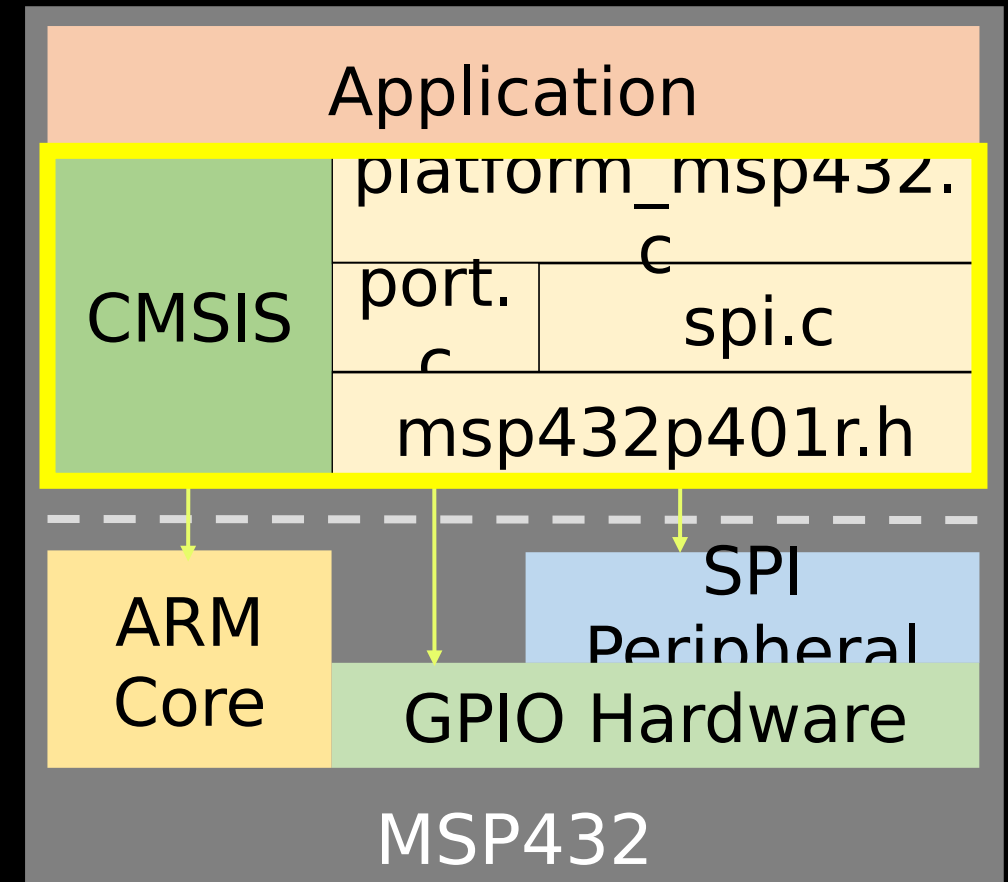 Application
platform_msp432.
c
CMSIS
port.
c
spi.c
msp432p401r.h
ARM
Core
SPI
Peripheral
GPIO Hardware
MSP432